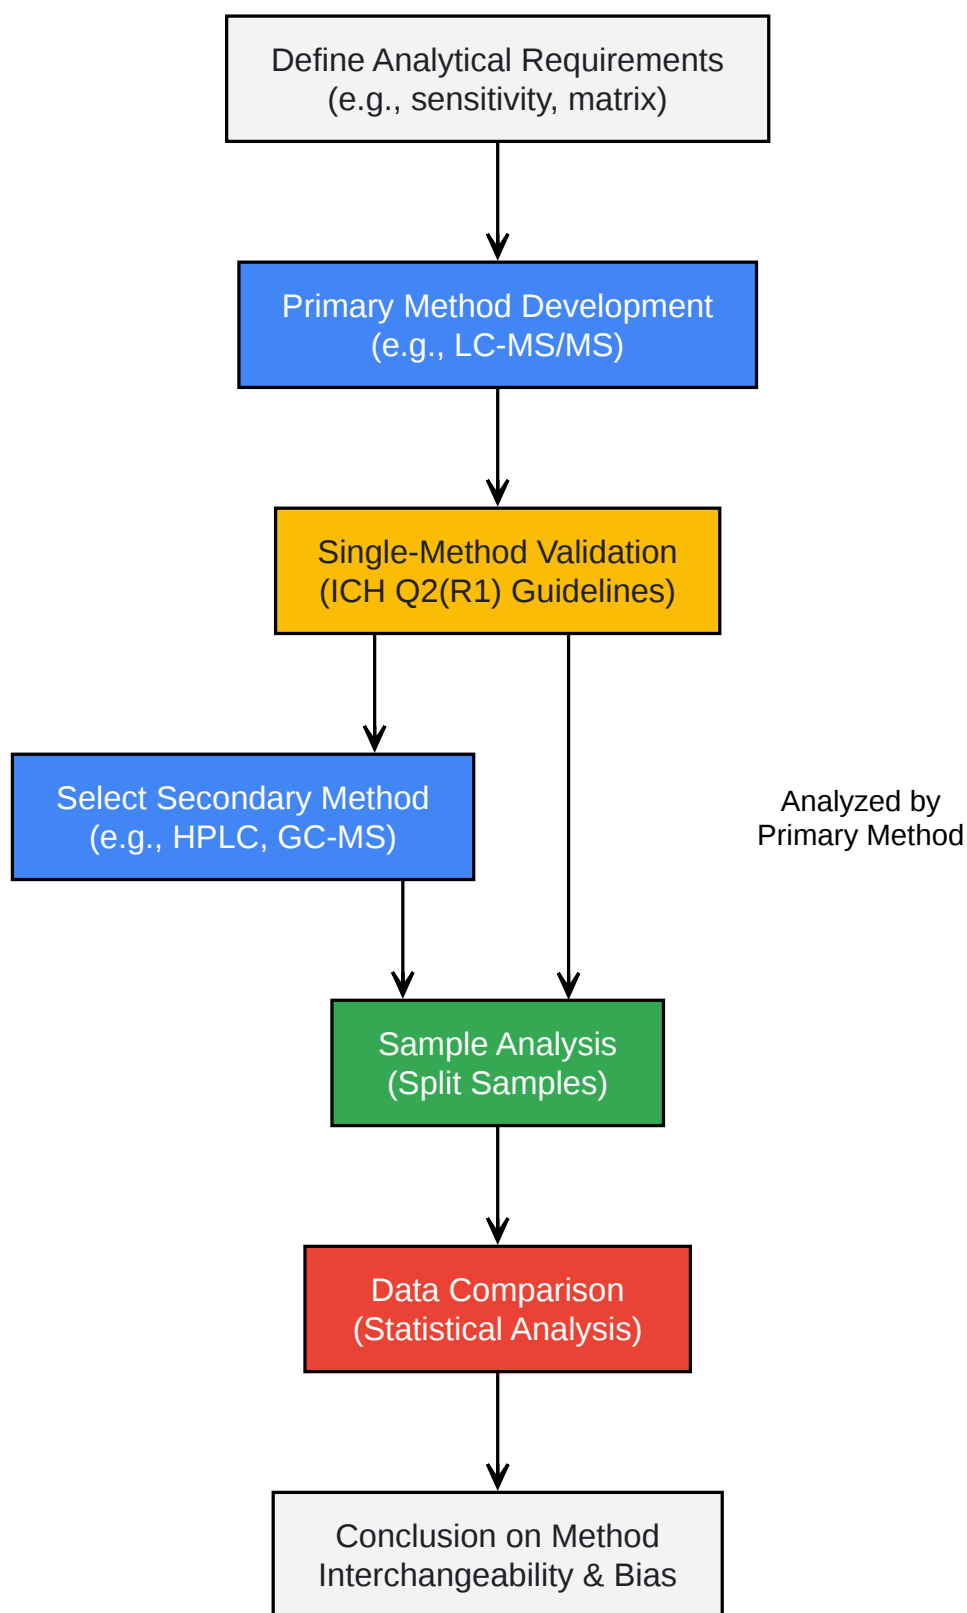 Define Analytical Requirements
(e.g., sensitivity, matrix)
Primary Method Development
(e.g., LC-MS/MS)
Single-Method Validation
(ICH Q2(R1) Guidelines)
Select Secondary Method
(e.g., HPLC, GC-MS)
Analyzed by
Primary Method
Sample Analysis
(Split Samples)
Data Comparison
(Statistical Analysis)
Conclusion on Method
Interchangeability & Bias